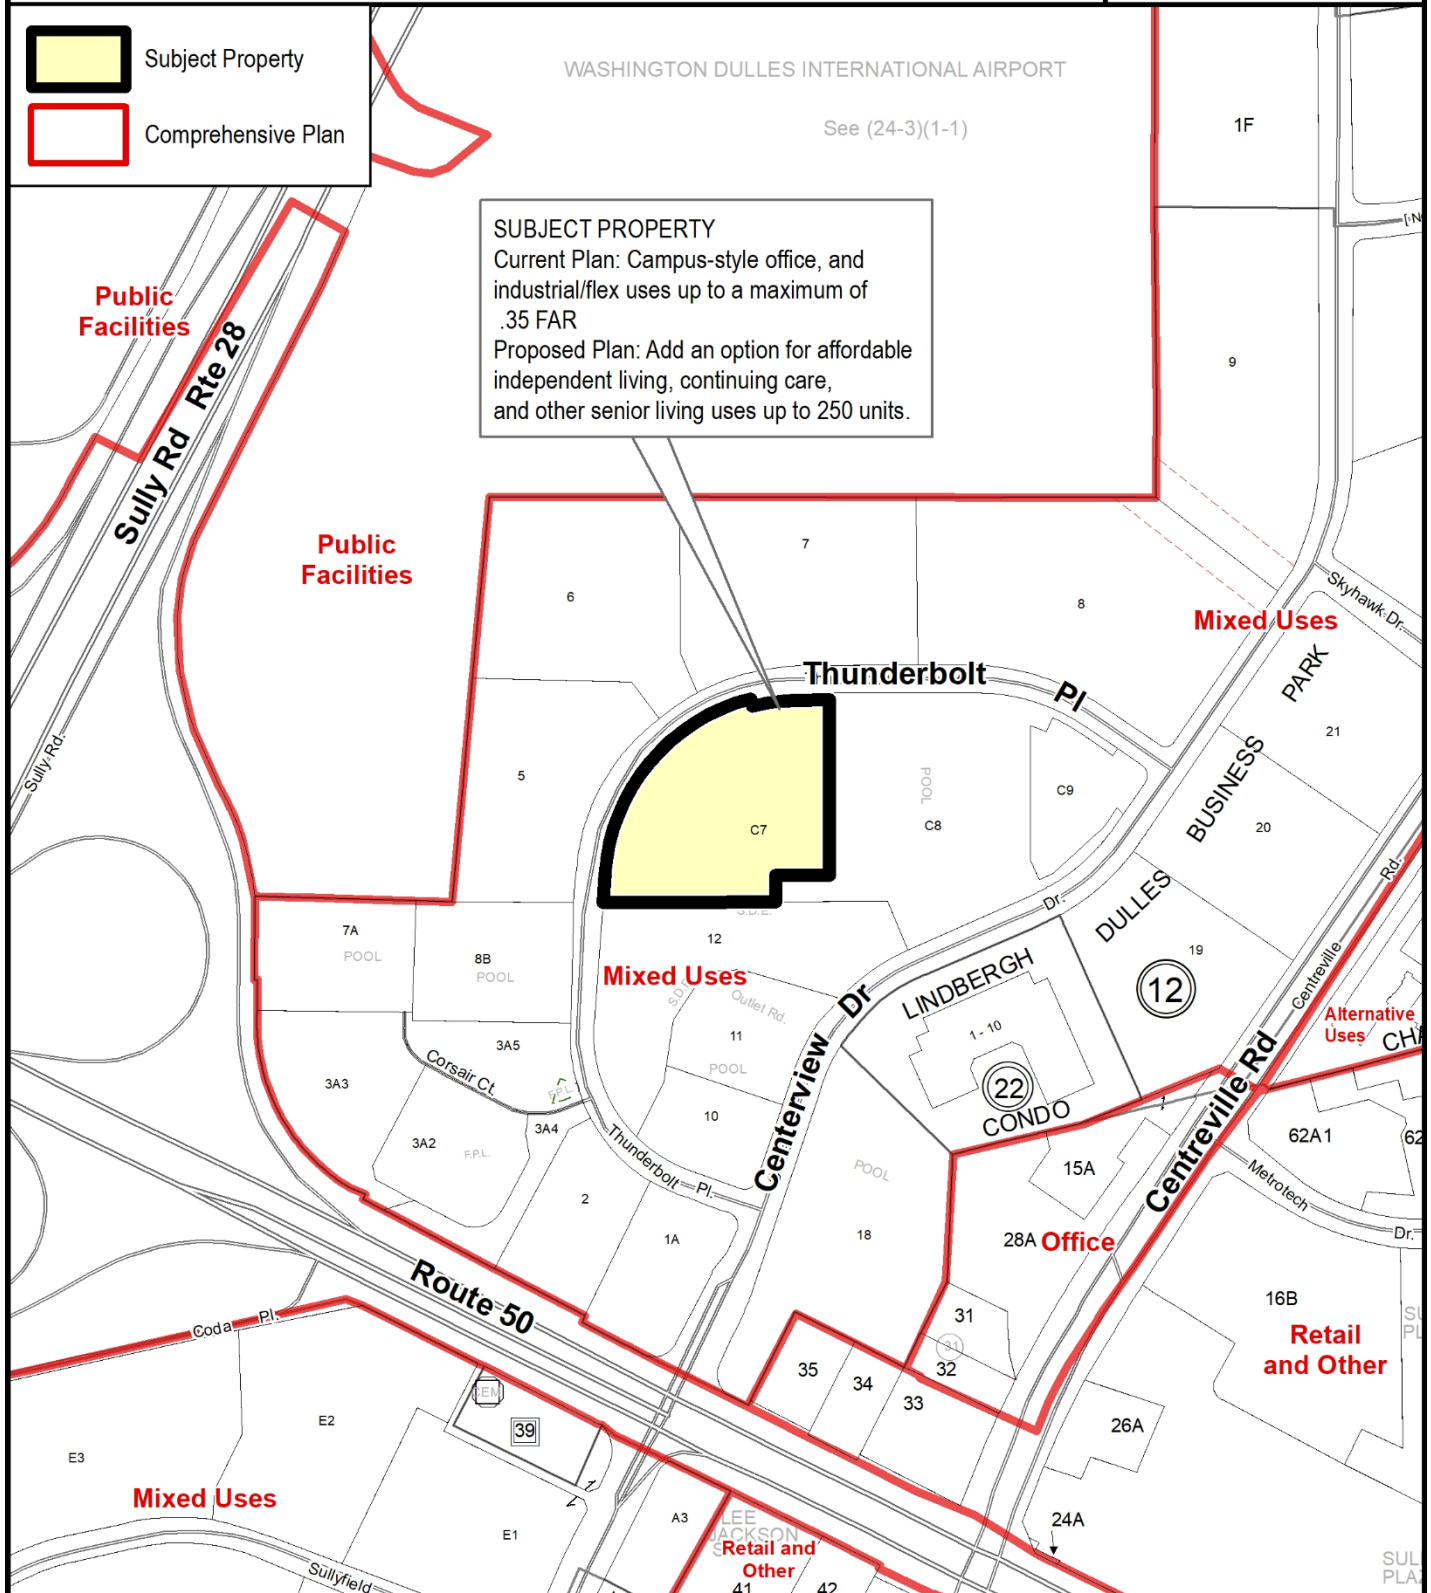 Subject Property
Comprehensive Plan
WASHINGTON DULLES INTERNATIONAL AIRPORT
See (24-3)(1-1)
1F
SUBJECT PROPERTY
Current Plan: Campus-style office, and
industrial/flex uses up to a maximum of
.35 FAR
Proposed Plan: Add an option for affordable
independent living, continuing care,
and other senior living uses up to 250 units.
Public
Facilities
Sully Rd Rte 28
9
Public
Facilities
6
7
8
Skyhawk Dr.
Mixed Uses
Thunderbolt Pl
PARK
21
Sully Rd.
5
C7
POOL
C8
C9
BUSINESS
20
Rd.
DULLES
Dr.
S.D.E.
12
7A
POOL
8B
POOL
Mixed Uses
S.D.E.
Outlet Rd.
11
POOL
10
Centerview Dr
LINDBERGH
1 - 10
22
CONDO
19
12
Centreville
Alternative
Uses
CHA
3A5
3A3
Corsair Ct.
F.P.L.
3A4
3A2
F.P.L.
Thunderbolt Pl.
2
1A
POOL
18
15A
Centreville Rd
62A1
62
Metrotech Dr.
28A
Office
16B
Retail
and Other
Route 50
Coda Pl.
31
31
32
35
34
33
26A
24A
CEM
39
E2
E3
Mixed Uses
E1
A3
LEE
JACKSON
Retail and
Other
41
42
Sullyfield
SUL
PLA